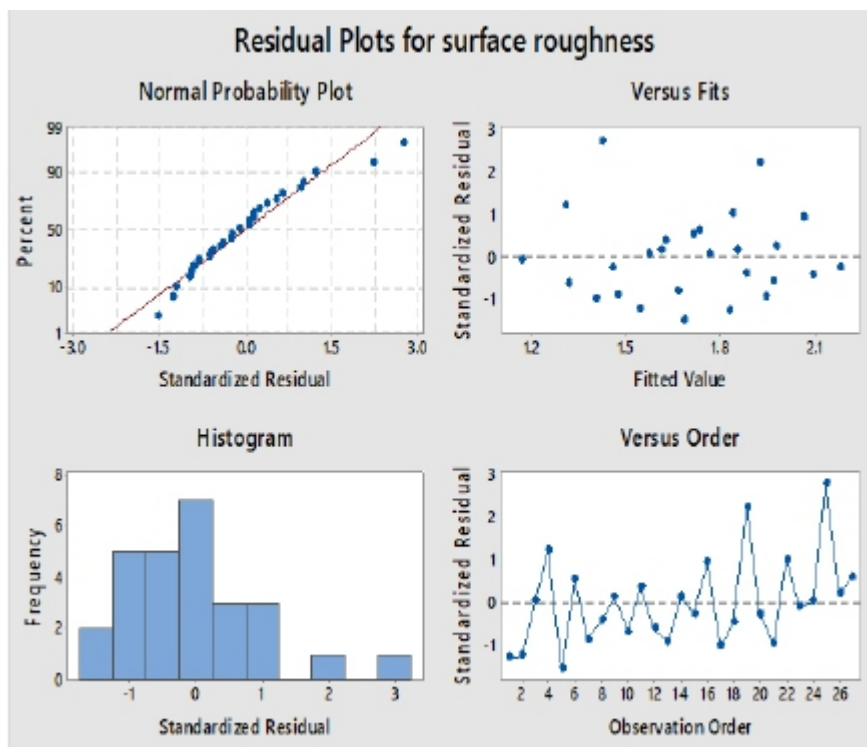 Residual Plots for surface roughness
Normal Probability Plot
Percent
99
90
50
10
1
-3.0 -1.5 0.0 1.5 3.0
Standardized Residual
Versus Fits
Standardized Residual
3
2
1
0
-1
1.2 1.5 1.8 2.1
Fitted Value
Histogram
Frequency
8
6
4
2
0
-1 0 1 2 3
Standardized Residual
Versus Order
Standardized Residual
3
2
1
0
-1
2 4 6 8 10 12 14 16 18 20 22 24 26
Observation Order